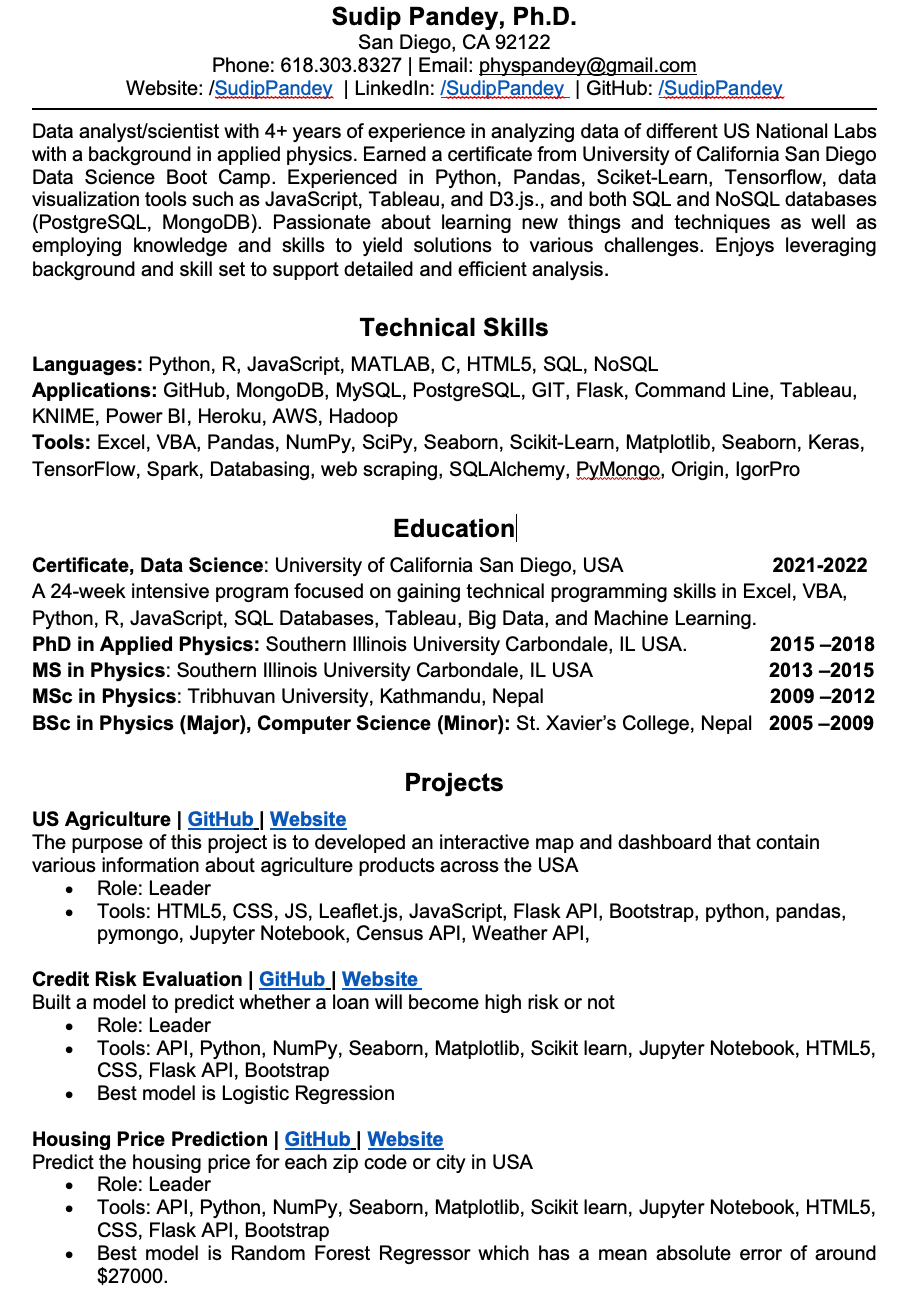 Sudip Pandey, Ph.D.
San Diego, CA 92122
Phone: 618.303.8327 | Email: physpandey@gmail.com
Website: /SudipPandey | LinkedIn: /SudipPandey | GitHub: /SudipPandey
Data analyst/scientist with 4+ years of experience in analyzing data of different US National Labs
with a background in applied physics. Earned a certificate from University of California San Diego
Data Science Boot Camp. Experienced in Python, Pandas, Sciket-Learn, Tensorflow, data
visualization tools such as JavaScript, Tableau, and D3.js., and both SQL and NoSQL databases
(PostgreSQL, MongoDB). Passionate about learning new things and techniques as well as
employing knowledge and skills to yield solutions to various challenges. Enjoys leveraging
background and skill set to support detailed and efficient analysis.
Technical Skills
Languages: Python, R, JavaScript, MATLAB, C, HTML5, SQL, NoSQL
Applications: GitHub, MongoDB, MySQL, PostgreSQL, GIT, Flask, Command Line, Tableau,
KNIME, Power BI, Heroku, AWS, Hadoop
Tools: Excel, VBA, Pandas, NumPy, SciPy, Seaborn, Scikit-Learn, Matplotlib, Seaborn, Keras,
TensorFlow, Spark, Databasing, web scraping, SQLAlchemy, PyMongo, Origin, IgorPro
Education
Certificate, Data Science: University of California San Diego, USA 2021-2022
A 24-week intensive program focused on gaining technical programming skills in Excel, VBA,
Python, R, JavaScript, SQL Databases, Tableau, Big Data, and Machine Learning.
PhD in Applied Physics: Southern Illinois University Carbondale, IL USA. 2015 –2018
MS in Physics: Southern Illinois University Carbondale, IL USA 2013 –2015
MSc in Physics: Tribhuvan University, Kathmandu, Nepal 2009 –2012
BSc in Physics (Major), Computer Science (Minor): St. Xavier’s College, Nepal 2005 –2009
Projects
US Agriculture | GitHub | Website
The purpose of this project is to developed an interactive map and dashboard that contain
various information about agriculture products across the USA
• Role: Leader
• Tools: HTML5, CSS, JS, Leaflet.js, JavaScript, Flask API, Bootstrap, python, pandas,
pymongo, Jupyter Notebook, Census API, Weather API,
Credit Risk Evaluation | GitHub | Website
Built a model to predict whether a loan will become high risk or not
• Role: Leader
• Tools: API, Python, NumPy, Seaborn, Matplotlib, Scikit learn, Jupyter Notebook, HTML5,
CSS, Flask API, Bootstrap
• Best model is Logistic Regression
Housing Price Prediction | GitHub | Website
Predict the housing price for each zip code or city in USA
• Role: Leader
• Tools: API, Python, NumPy, Seaborn, Matplotlib, Scikit learn, Jupyter Notebook, HTML5,
CSS, Flask API, Bootstrap
• Best model is Random Forest Regressor which has a mean absolute error of around
$27000.